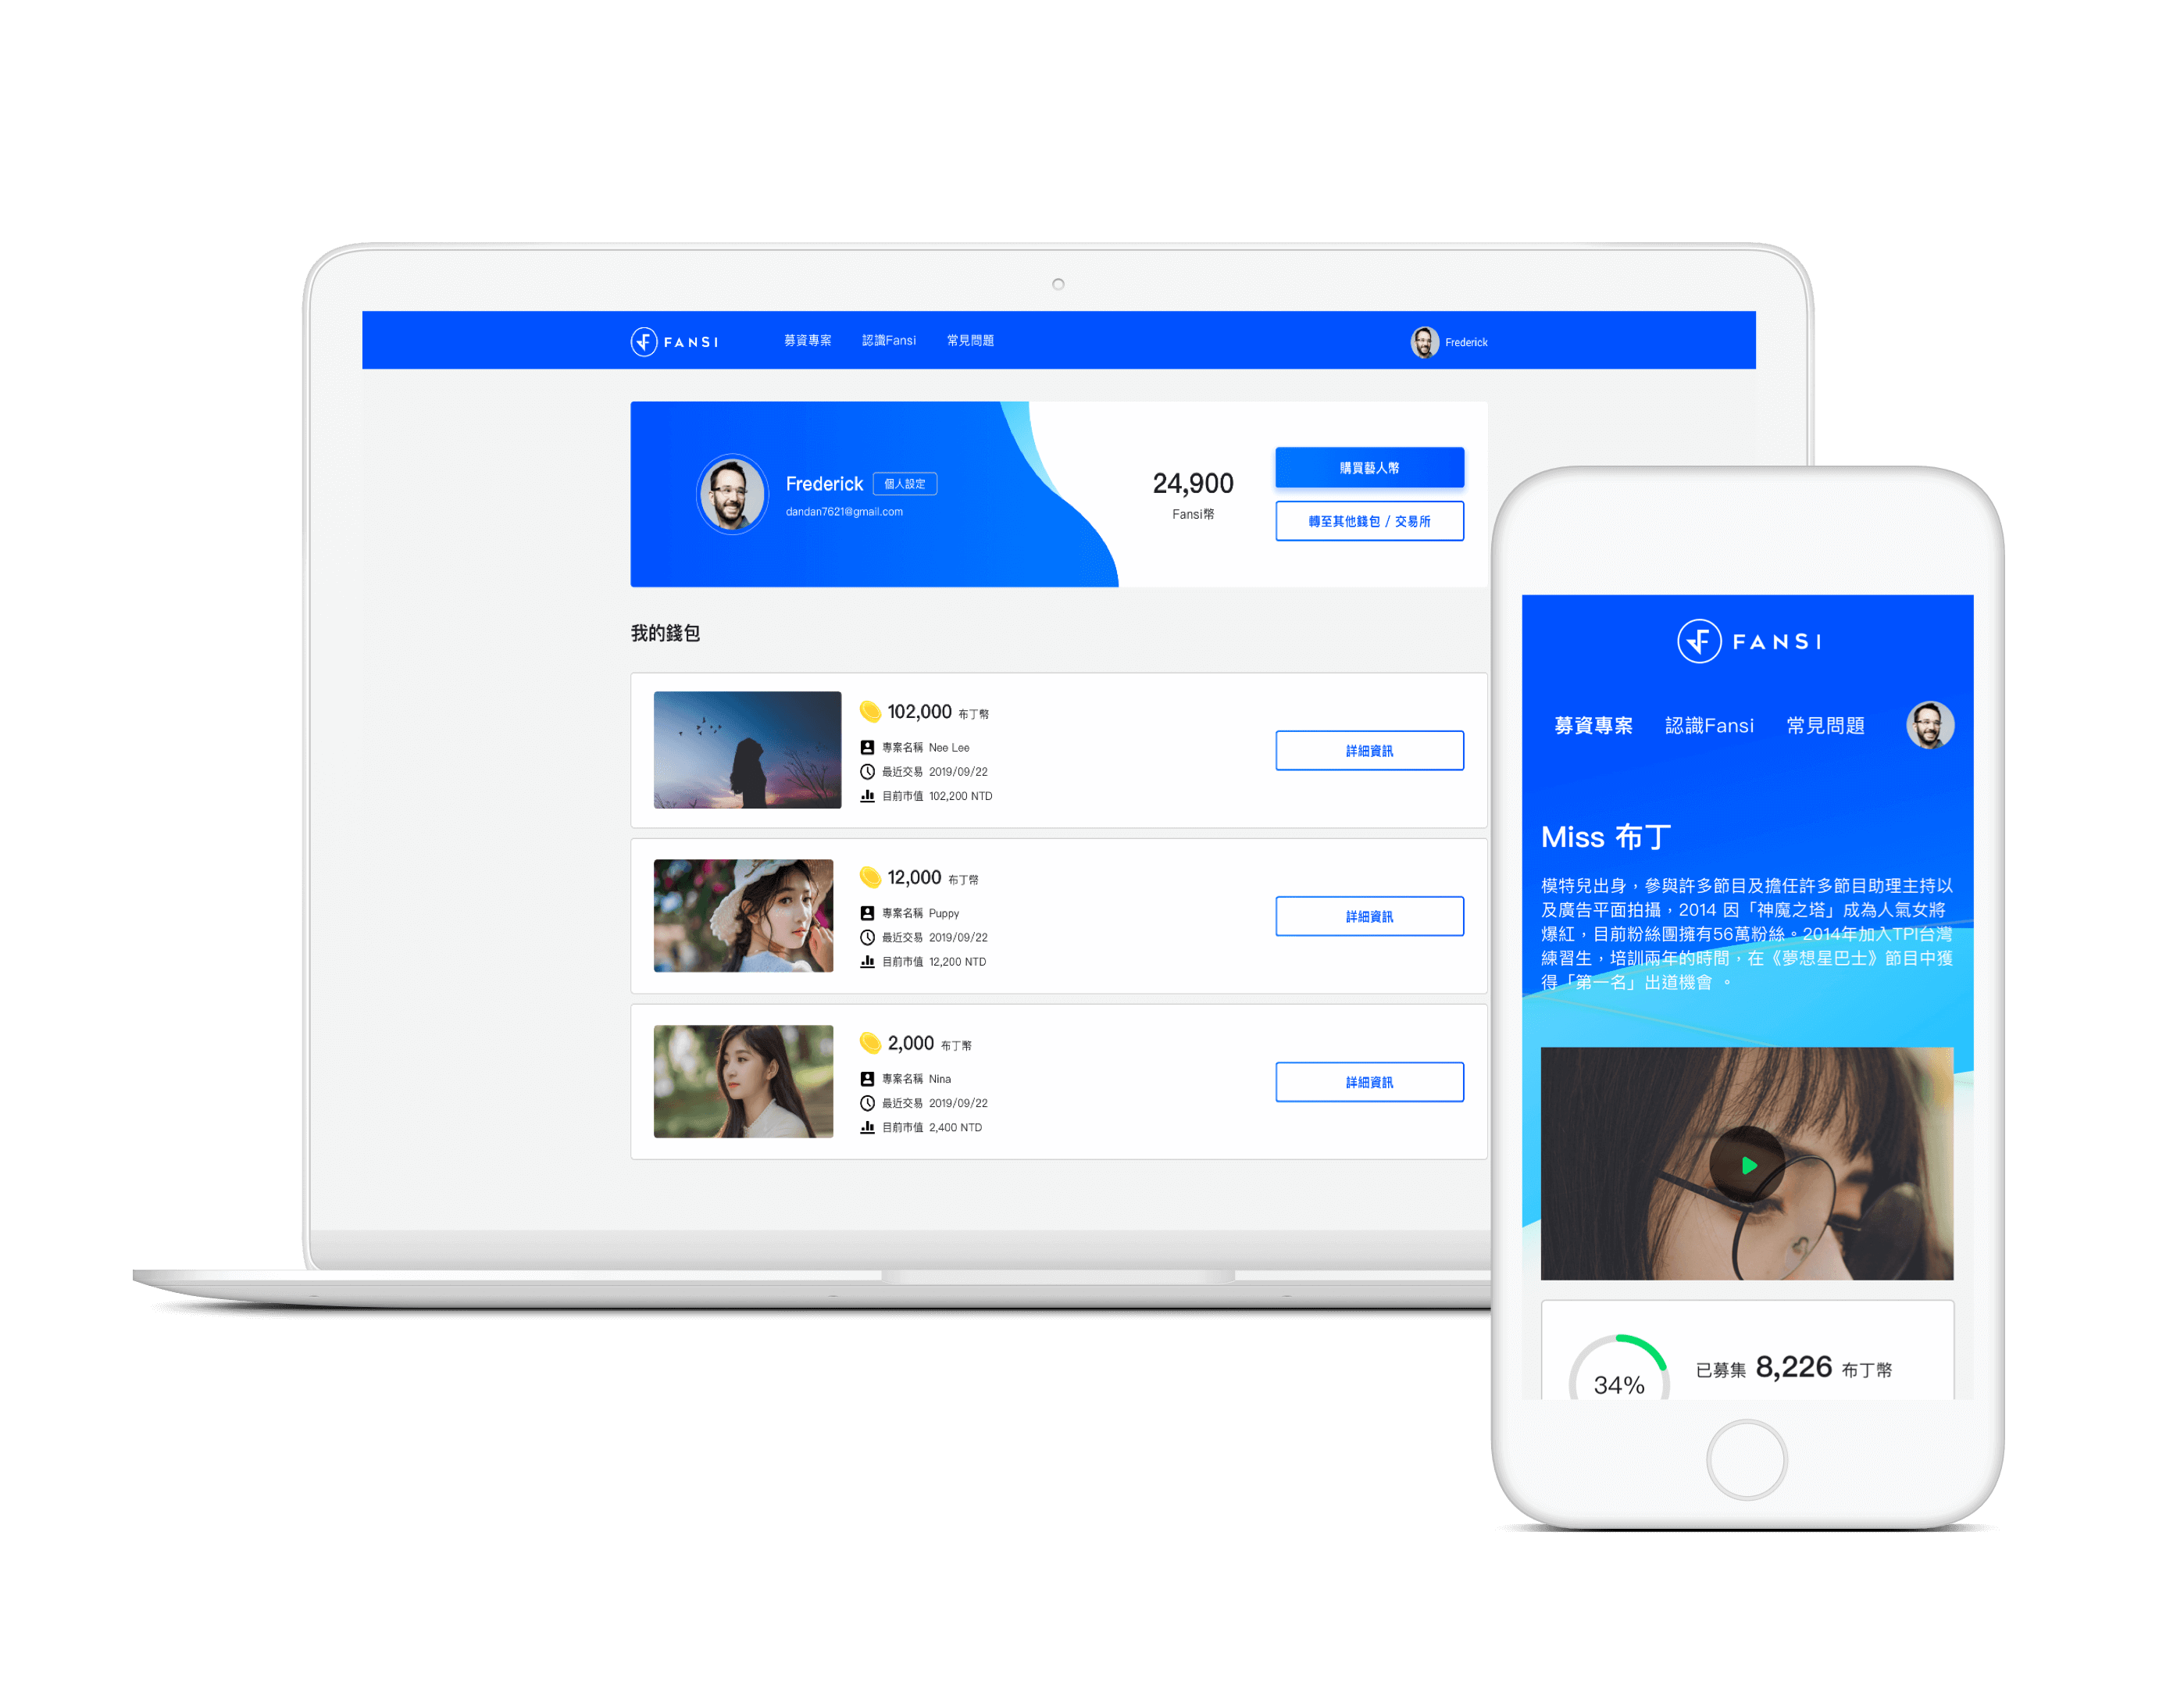 FANSI
募資專案 認識Fansi 常見問題
Frederick
Frederick 個人設定
dandan7621@gmail.com
24,900
Fansi幣
購買藝人幣
轉至其他錢包 / 交易所
我的錢包
102,000 布丁幣
專案名稱 Nee Lee
最近交易 2019/09/22
目前市值 102,200 NTD
詳細資訊
12,000 布丁幣
專案名稱 Puppy
最近交易 2019/09/22
目前市值 12,200 NTD
詳細資訊
2,000 布丁幣
專案名稱 Nina
最近交易 2019/09/22
目前市值 2,400 NTD
詳細資訊
FANSI
募資專案 認識Fansi 常見問題
Miss 布丁
模特兒出身，參與許多節目及擔任許多節目助理主持以
及廣告平面拍攝，2014 因「神魔之塔」成為人氣女將
爆紅，目前粉絲團擁有56萬粉絲。2014年加入TPI台灣
練習生，培訓兩年的時間，在《夢想星巴士》節目中獲
得「第一名」出道機會 。
34%
已募集 8,226 布丁幣